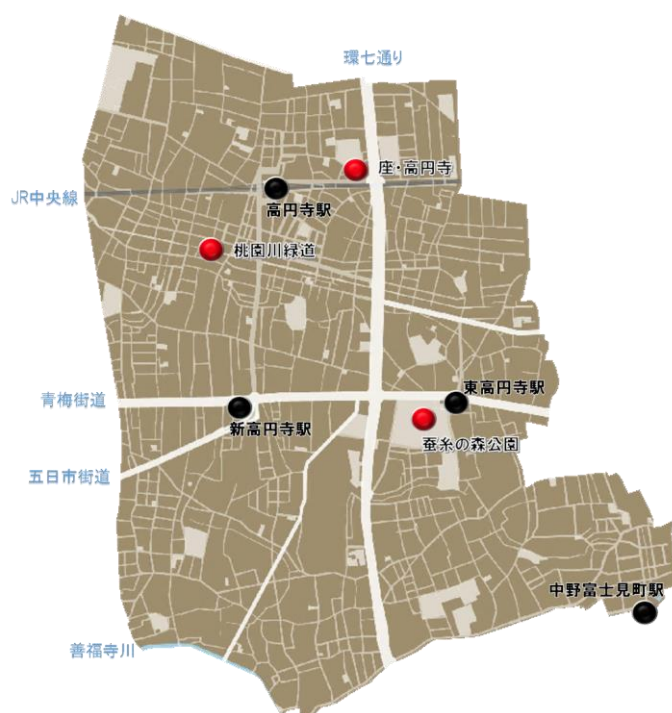 環七通り
座・高円寺
JR中央線
高円寺駅
桃園川緑道
東高円寺駅
青梅街道
新高円寺駅
蚕糸の森公園
五日市街道
中野富士見町駅
善福寺川